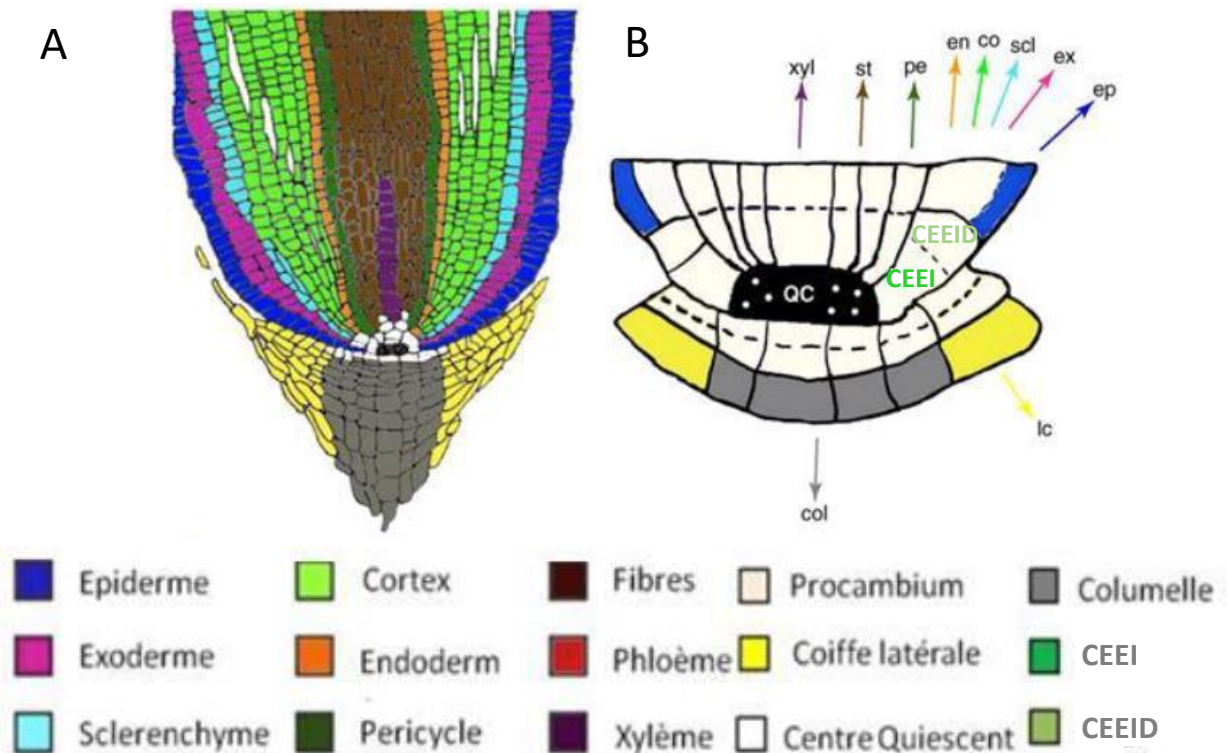 A
B
xyl st pe en co scl ex ep
CEEID
CEEI
QC
lc
col
Epiderme Cortex Fibres Procambium Columelle
Exoderme Endoderm Phloème Coiffe latérale CEEI
Sclerenchyme Pericycle Xylème Centre Quiescent CEEID